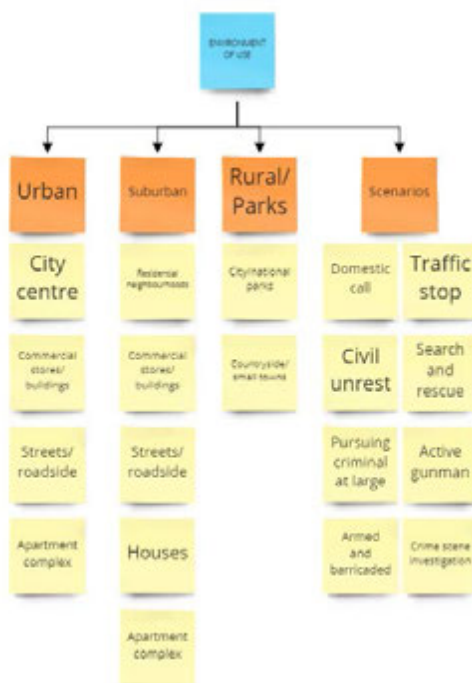 ENVIRONMENT
OF USE
Urban
Suburban
Rural/
Parks
Scenarios
City
centre
Commercial
stores/
buildings
Streets/
roadside
Apartment
complex
Residential
neighbourhoods
Commercial
stores/
buildings
Streets/
roadside
Houses
Apartment
complex
City/national
parks
Countryside/
small towns
Domestic
call
Traffic
stop
Civil
unrest
Search
and
rescue
Pursuing
criminal
at large
Active
gunman
Armed
and
barricaded
Crime scene
investigation